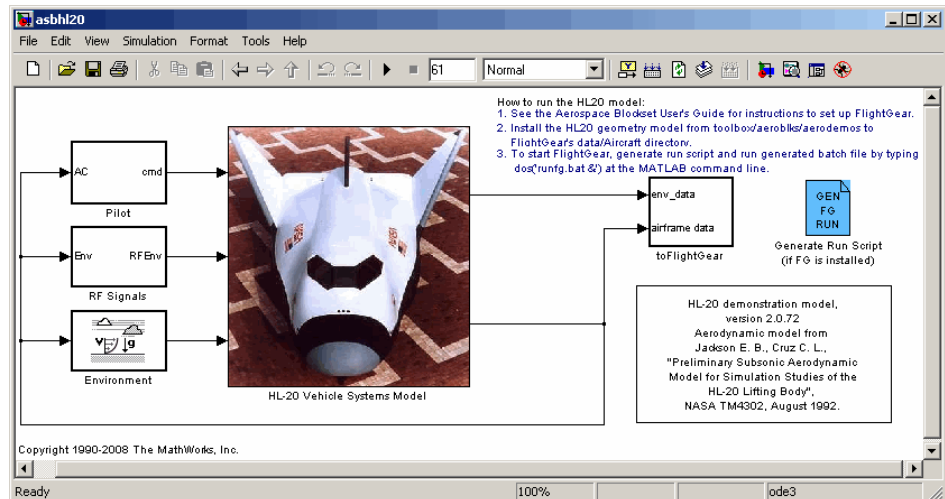 asbhl20
File Edit View Simulation Format Tools Help
61 Normal
How to run the HL20 model:
1. See the Aerospace Blockset User's Guide for instructions to set up FlightGear.
2. Install the HL20 geometry model from toolbox/aeroblks/aerodemos to
FlightGear's data/Aircraft directory.
3. To start FlightGear, generate run script and run generated batch file by typing
dos('runfg.bat &') at the MATLAB command line.
AC cmd
Pilot
Env RFEnv
RF Signals
V g
Environment
HL-20 Vehicle Systems Model
env_data
airframe data
toFlightGear
GEN
FG
RUN
Generate Run Script
(if FG is installed)
HL-20 demonstration model,
version 2.0.72
Aerodynamic model from
Jackson E. B., Cruz C. L.,
"Preliminary Subsonic Aerodynamic
Model for Simulation Studies of the
HL-20 Lifting Body",
NASA TM4302, August 1992.
Copyright 1990-2008 The MathWorks, Inc.
Ready 100% ode3